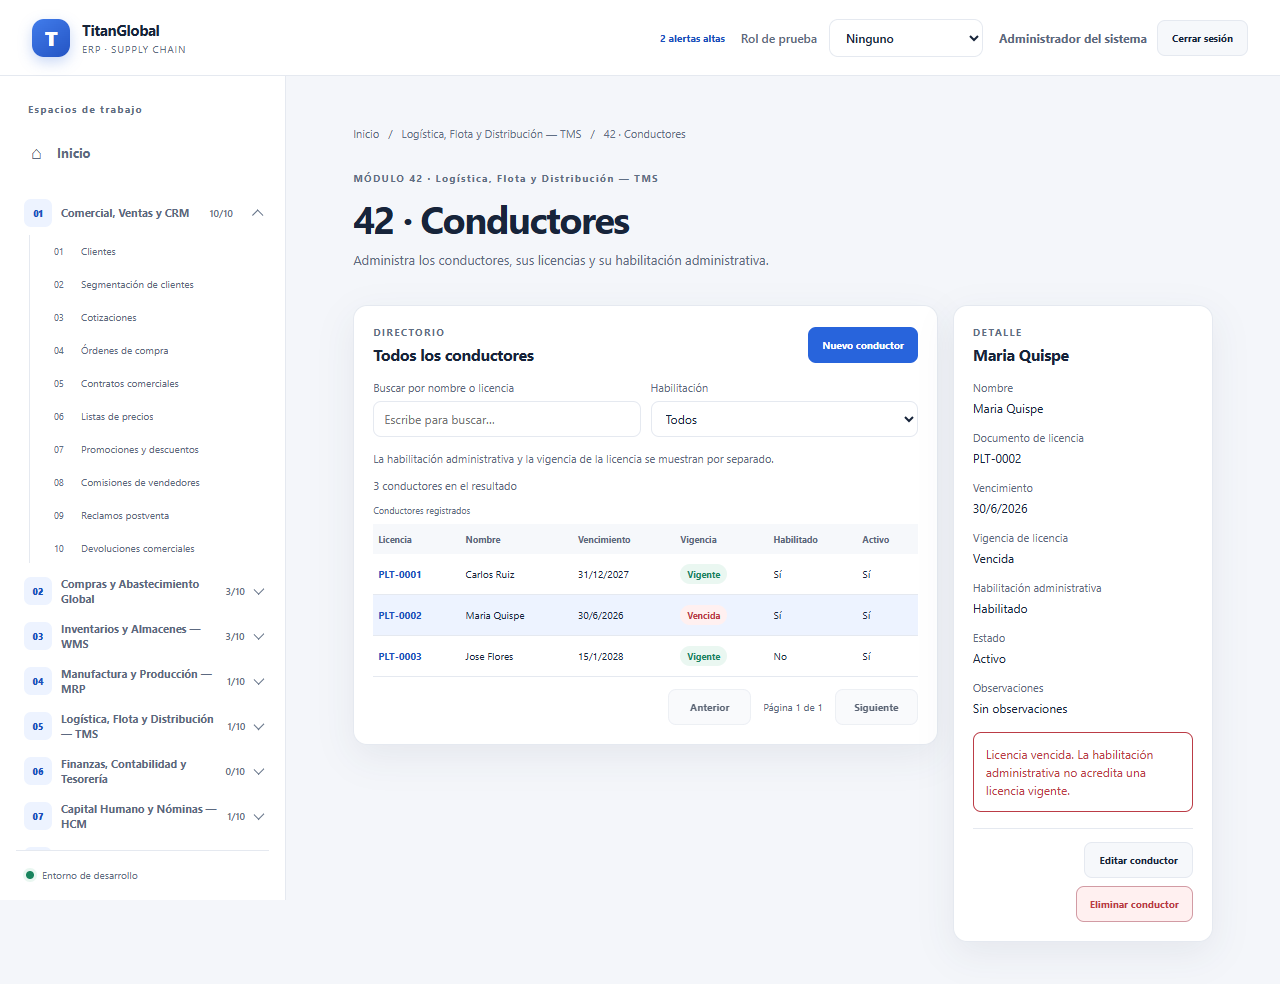 T
TitanGlobal
ERP · SUPPLY CHAIN
2 alertas altas
Rol de prueba
Ninguno
Administrador del sistema
Cerrar sesión
Espacios de trabajo
Inicio
01 Comercial, Ventas y CRM 10/10
01 Clientes
02 Segmentación de clientes
03 Cotizaciones
04 Órdenes de compra
05 Contratos comerciales
06 Listas de precios
07 Promociones y descuentos
08 Comisiones de vendedores
09 Reclamos postventa
10 Devoluciones comerciales
02 Compras y Abastecimiento
Global 3/10
03 Inventarios y Almacenes —
WMS 3/10
04 Manufactura y Producción —
MRP 1/10
05 Logística, Flota y Distribución
— TMS 1/10
06 Finanzas, Contabilidad y
Tesorería 0/10
07 Capital Humano y Nóminas —
HCM 1/10
Entorno de desarrollo
Inicio / Logística, Flota y Distribución — TMS / 42 · Conductores
MÓDULO 42 · Logística, Flota y Distribución — TMS
42 · Conductores
Administra los conductores, sus licencias y su habilitación administrativa.
DIRECTORIO
Todos los conductores
Nuevo conductor
Buscar por nombre o licencia
Escribe para buscar...
Habilitación
Todos
La habilitación administrativa y la vigencia de la licencia se muestran por separado.
3 conductores en el resultado
Conductores registrados
Licencia Nombre Vencimiento Vigencia Habilitado Activo
PLT-0001 Carlos Ruiz 31/12/2027 Vigente Sí Sí
PLT-0002 Maria Quispe 30/6/2026 Vencida Sí Sí
PLT-0003 Jose Flores 15/1/2028 Vigente No Sí
Anterior Página 1 de 1 Siguiente
DETALLE
Maria Quispe
Nombre
Maria Quispe
Documento de licencia
PLT-0002
Vencimiento
30/6/2026
Vigencia de licencia
Vencida
Habilitación administrativa
Habilitado
Estado
Activo
Observaciones
Sin observaciones
Licencia vencida. La habilitación
administrativa no acredita una
licencia vigente.
Editar conductor
Eliminar conductor